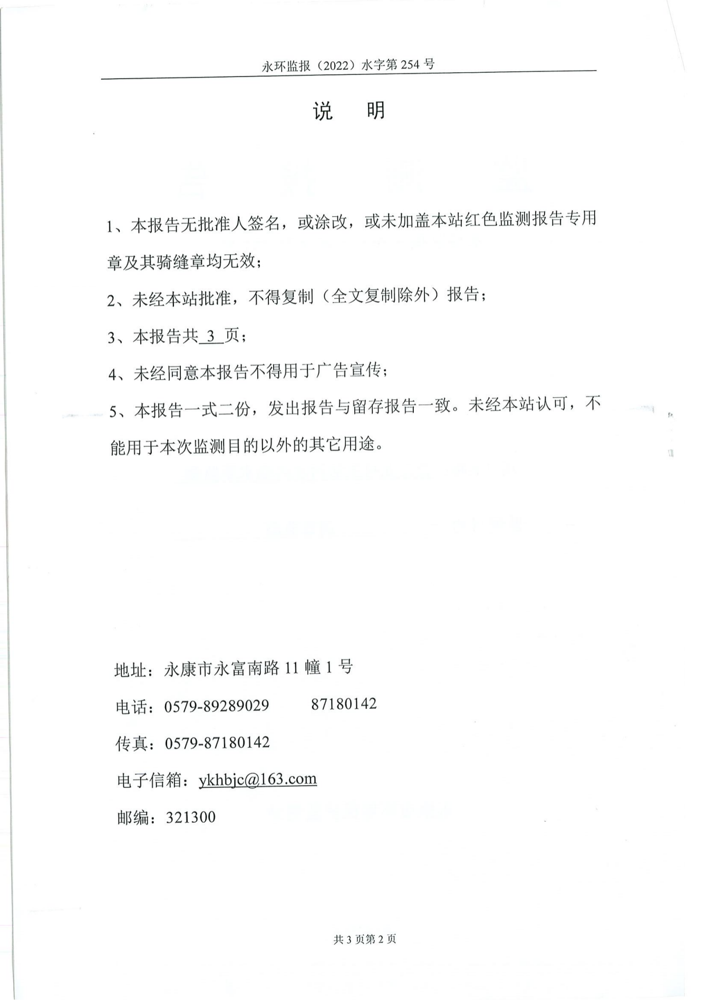 永环监报（2022）水字第 254 号
说 明
1、本报告无批准人签名，或涂改，或未加盖本站红色监测报告专用
章及其骑缝章均无效；
2、未经本站批准，不得复制（全文复制除外）报告；
3、本报告共 3 页；
4、未经同意本报告不得用于广告宣传；
5、本报告一式二份，发出报告与留存报告一致。未经本站认可，不
能用于本次监测目的以外的其它用途。
地址：永康市永富南路 11 幢 1 号
电话：0579-89289029 87180142
传真：0579-87180142
电子信箱：ykhbjc@163.com
邮编：321300
共 3 页第 2 页